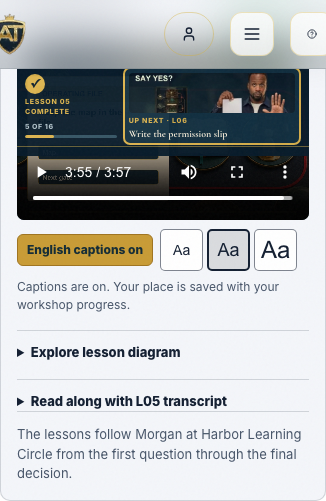 AT
SAY YES?
LESSON 05
COMPLETE
5 OF 16
UP NEXT · L06
Write the permission slip
3:55 / 3:57
English captions on
Aa
Aa
Aa
Captions are on. Your place is saved with your
workshop progress.
Explore lesson diagram
Read along with L05 transcript
The lessons follow Morgan at Harbor Learning
Circle from the first question through the final
decision.